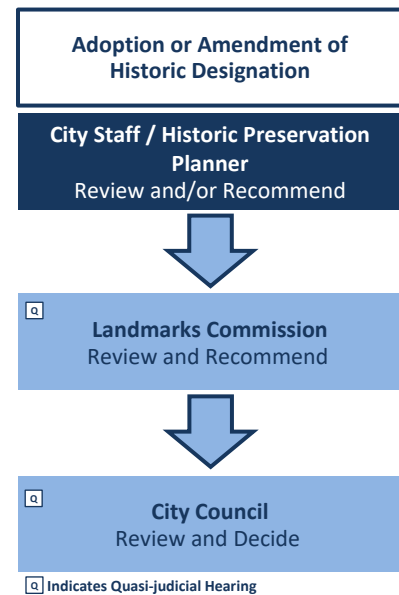 Adoption or Amendment of
Historic Designation
City Staff / Historic Preservation
Planner
Review and/or Recommend
Q
Landmarks Commission
Review and Recommend
Q
City Council
Review and Decide
Q Indicates Quasi-judicial Hearing